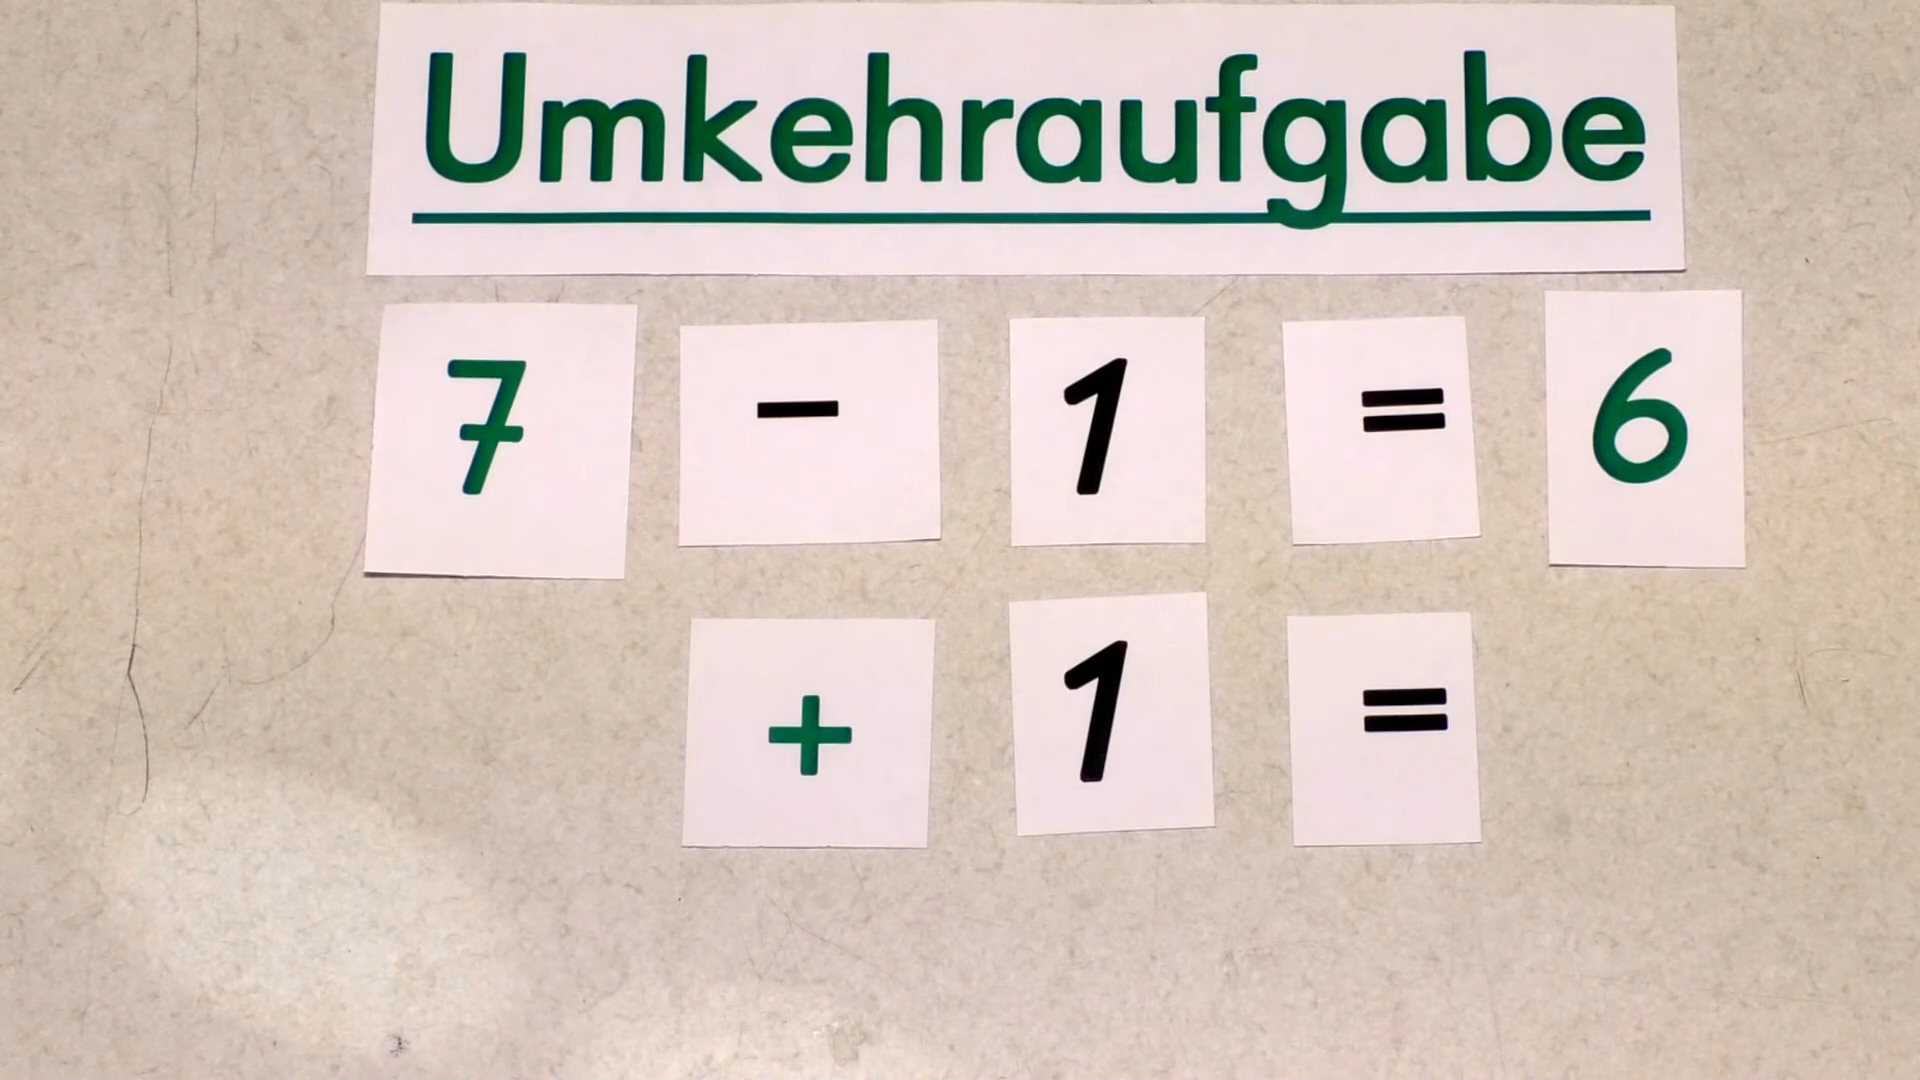 Umkehraufgabe
7 - 1 = 6
+ 1 =